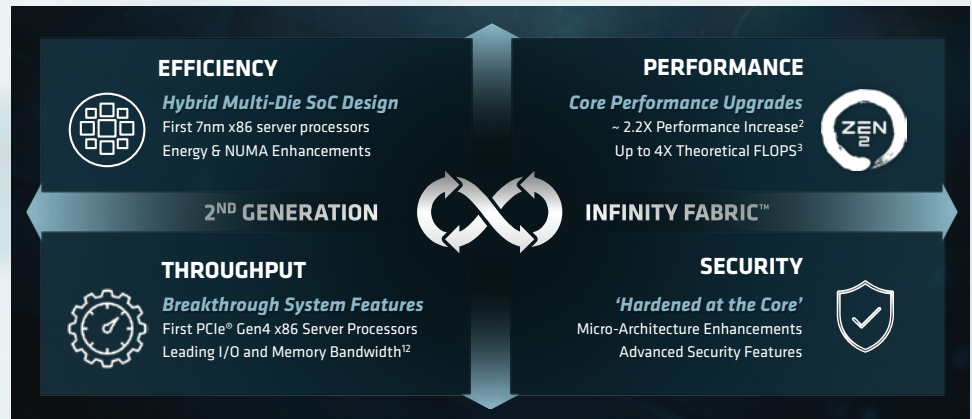 EFFICIENCY
Hybrid Multi-Die SoC Design
First 7nm x86 server processors
Energy & NUMA Enhancements
PERFORMANCE
Core Performance Upgrades
~ 2.2X Performance Increase²
Up to 4X Theoretical FLOPS³
ZEN
2
2ND GENERATION
INFINITY FABRIC™
THROUGHPUT
Breakthrough System Features
First PCIe® Gen4 x86 Server Processors
Leading I/O and Memory Bandwidth¹²
SECURITY
‘Hardened at the Core’
Micro-Architecture Enhancements
Advanced Security Features